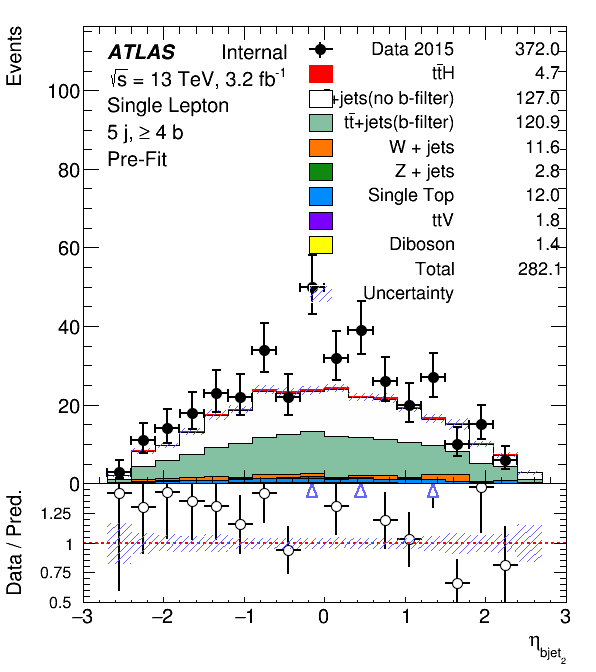 Events
ATLAS Internal
√s = 13 TeV, 3.2 fb⁻¹
Single Lepton
5 j, ≥ 4 b
Pre-Fit
Data 2015 372.0
tt̄H 4.7
+jets(no b-filter) 127.0
tt̄+jets(b-filter) 120.9
W + jets 11.6
Z + jets 2.8
Single Top 12.0
ttV 1.8
Diboson 1.4
Total 282.1
Uncertainty
100
80
60
40
20
0
Data / Pred.
1.25
1
0.75
0.5
−3 −2 −1 0 1 2 3
η_bjet_2